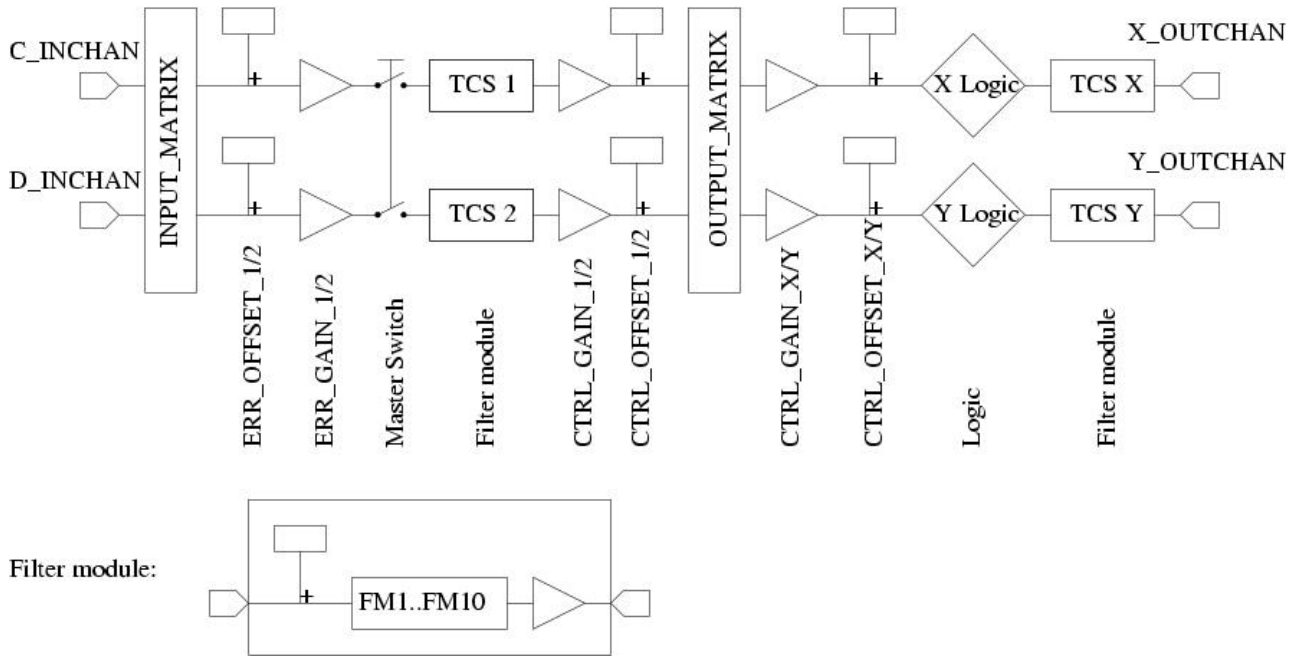 C_INCHAN
X_OUTCHAN
INPUT_MATRIX
TCS 1
OUTPUT_MATRIX
X Logic
TCS X
D_INCHAN
Y_OUTCHAN
TCS 2
Y Logic
TCS Y
ERR_OFFSET_1/2
ERR_GAIN_1/2
Master Switch
Filter module
CTRL_GAIN_1/2
CTRL_OFFSET_1/2
CTRL_GAIN_X/Y
CTRL_OFFSET_X/Y
Logic
Filter module
Filter module:
FM1..FM10